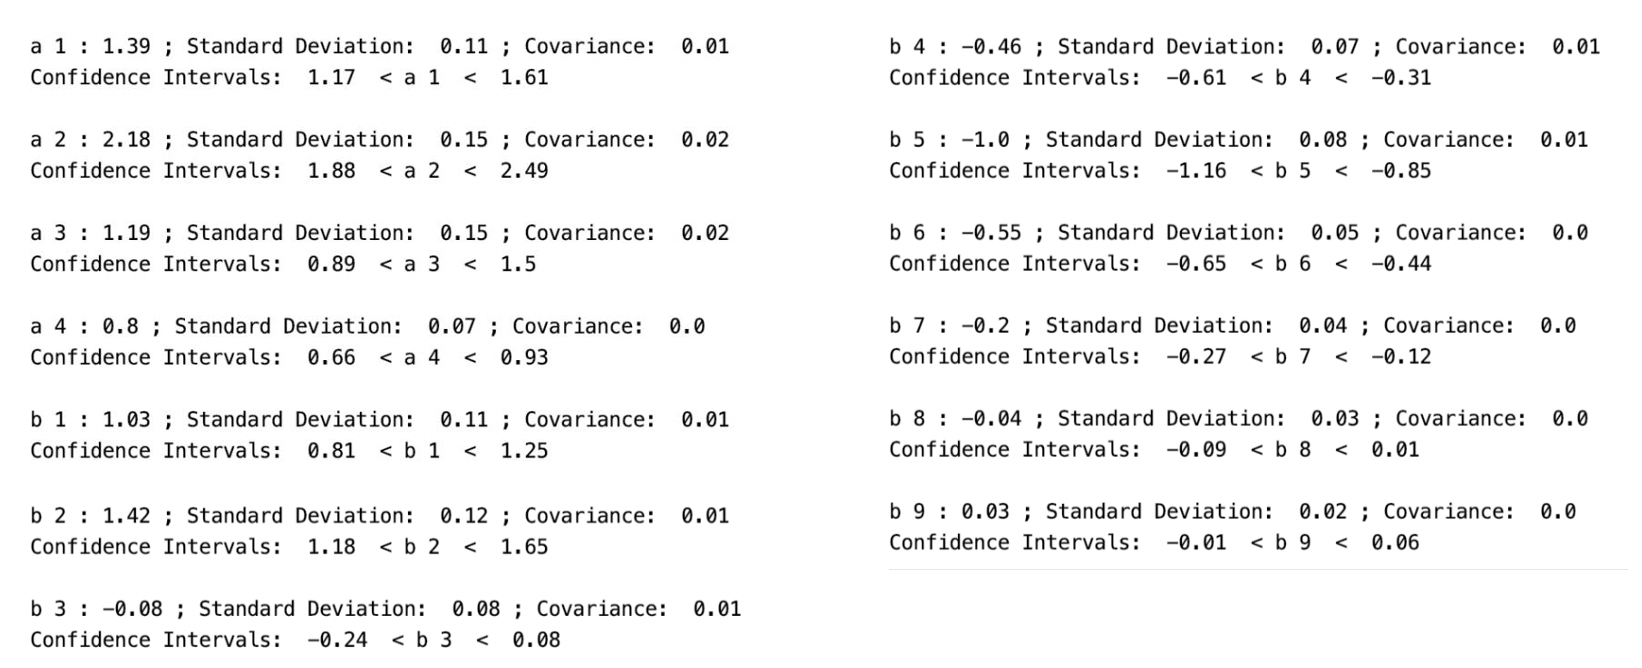 a 1 : 1.39 ; Standard Deviation:  0.11 ; Covariance:  0.01
Confidence Intervals:  1.17  < a 1  <  1.61
a 2 : 2.18 ; Standard Deviation:  0.15 ; Covariance:  0.02
Confidence Intervals:  1.88  < a 2  <  2.49
a 3 : 1.19 ; Standard Deviation:  0.15 ; Covariance:  0.02
Confidence Intervals:  0.89  < a 3  <  1.5
a 4 : 0.8 ; Standard Deviation:  0.07 ; Covariance:  0.0
Confidence Intervals:  0.66  < a 4  <  0.93
b 1 : 1.03 ; Standard Deviation:  0.11 ; Covariance:  0.01
Confidence Intervals:  0.81  < b 1  <  1.25
b 2 : 1.42 ; Standard Deviation:  0.12 ; Covariance:  0.01
Confidence Intervals:  1.18  < b 2  <  1.65
b 3 : -0.08 ; Standard Deviation:  0.08 ; Covariance:  0.01
Confidence Intervals:  -0.24  < b 3  <  0.08
b 4 : -0.46 ; Standard Deviation:  0.07 ; Covariance:  0.01
Confidence Intervals:  -0.61  < b 4  <  -0.31
b 5 : -1.0 ; Standard Deviation:  0.08 ; Covariance:  0.01
Confidence Intervals:  -1.16  < b 5  <  -0.85
b 6 : -0.55 ; Standard Deviation:  0.05 ; Covariance:  0.0
Confidence Intervals:  -0.65  < b 6  <  -0.44
b 7 : -0.2 ; Standard Deviation:  0.04 ; Covariance:  0.0
Confidence Intervals:  -0.27  < b 7  <  -0.12
b 8 : -0.04 ; Standard Deviation:  0.03 ; Covariance:  0.0
Confidence Intervals:  -0.09  < b 8  <  0.01
b 9 : 0.03 ; Standard Deviation:  0.02 ; Covariance:  0.0
Confidence Intervals:  -0.01  < b 9  <  0.06